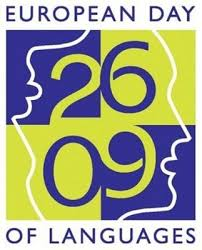 EUROPEAN DAY
26
09
OF LANGUAGES